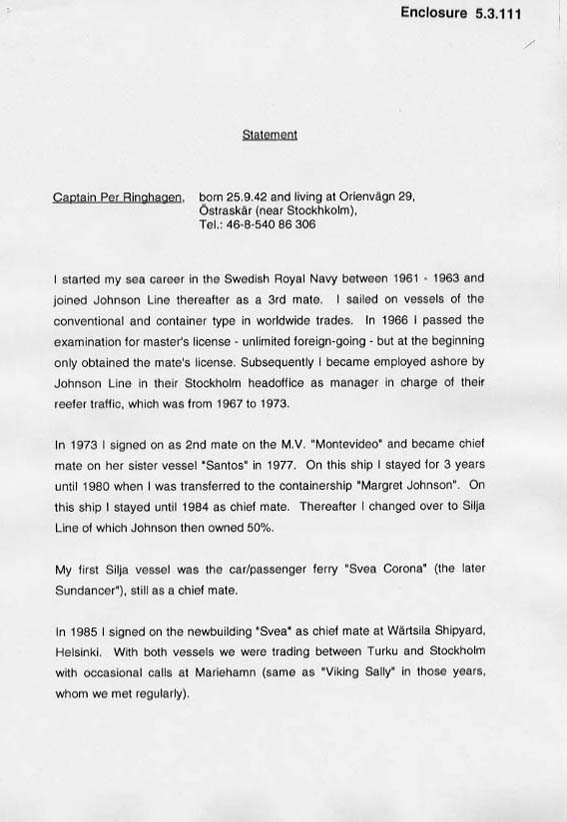 Enclosure 5.3.111
Statement
Captain Per Ringhagen, born 25.9.42 and living at Orienvägn 29,
Östraskär (near Stockhkolm),
Tel.: 46-8-540 86 306
I started my sea career in the Swedish Royal Navy between 1961 - 1963 and
joined Johnson Line thereafter as a 3rd mate. I sailed on vessels of the
conventional and container type in worldwide trades. In 1966 I passed the
examination for master's license - unlimited foreign-going - but at the beginning
only obtained the mate's license. Subsequently I became employed ashore by
Johnson Line in their Stockholm headoffice as manager in charge of their
reefer traffic, which was from 1967 to 1973.
In 1973 I signed on as 2nd mate on the M.V. "Montevideo" and became chief
mate on her sister vessel "Santos" in 1977. On this ship I stayed for 3 years
until 1980 when I was transferred to the containership "Margret Johnson". On
this ship I stayed until 1984 as chief mate. Thereafter I changed over to Silja
Line of which Johnson then owned 50%.
My first Silja vessel was the car/passenger ferry "Svea Corona" (the later
Sundancer"), still as a chief mate.
In 1985 I signed on the newbuilding "Svea" as chief mate at Wärtsila Shipyard,
Helsinki. With both vessels we were trading between Turku and Stockholm
with occasional calls at Mariehamn (same as "Viking Sally" in those years,
whom we met regularly).